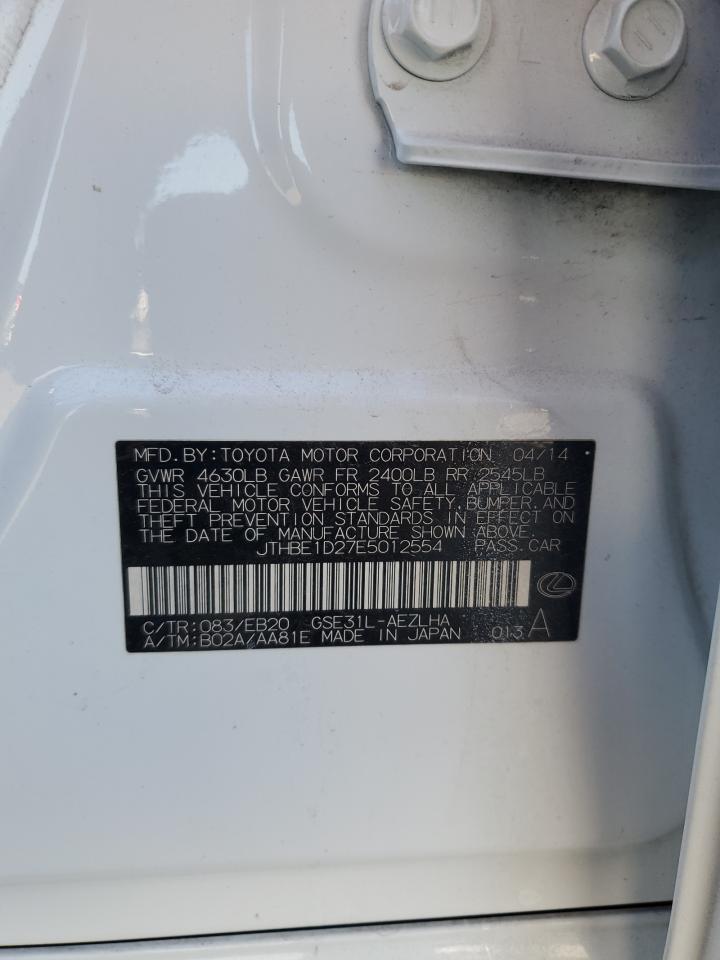 L
MFD.BY:TOYOTA MOTOR CORPORATION 04/14
GVWR 4630LB GAWR FR 2400LB RR 2545LB
THIS VEHICLE CONFORMS TO ALL APPLICABLE
FEDERAL MOTOR VEHICLE SAFETY,BUMPER,AND
THEFT PREVENTION STANDARDS IN EFFECT ON
THE DATE OF MANUFACTURE SHOWN ABOVE.
JTHBE1D27E5012554 PASS.CAR
C/TR:083/EB20 GSE31L-AEZLHA
A/TM:B02A/AA81E MADE IN JAPAN 013 A